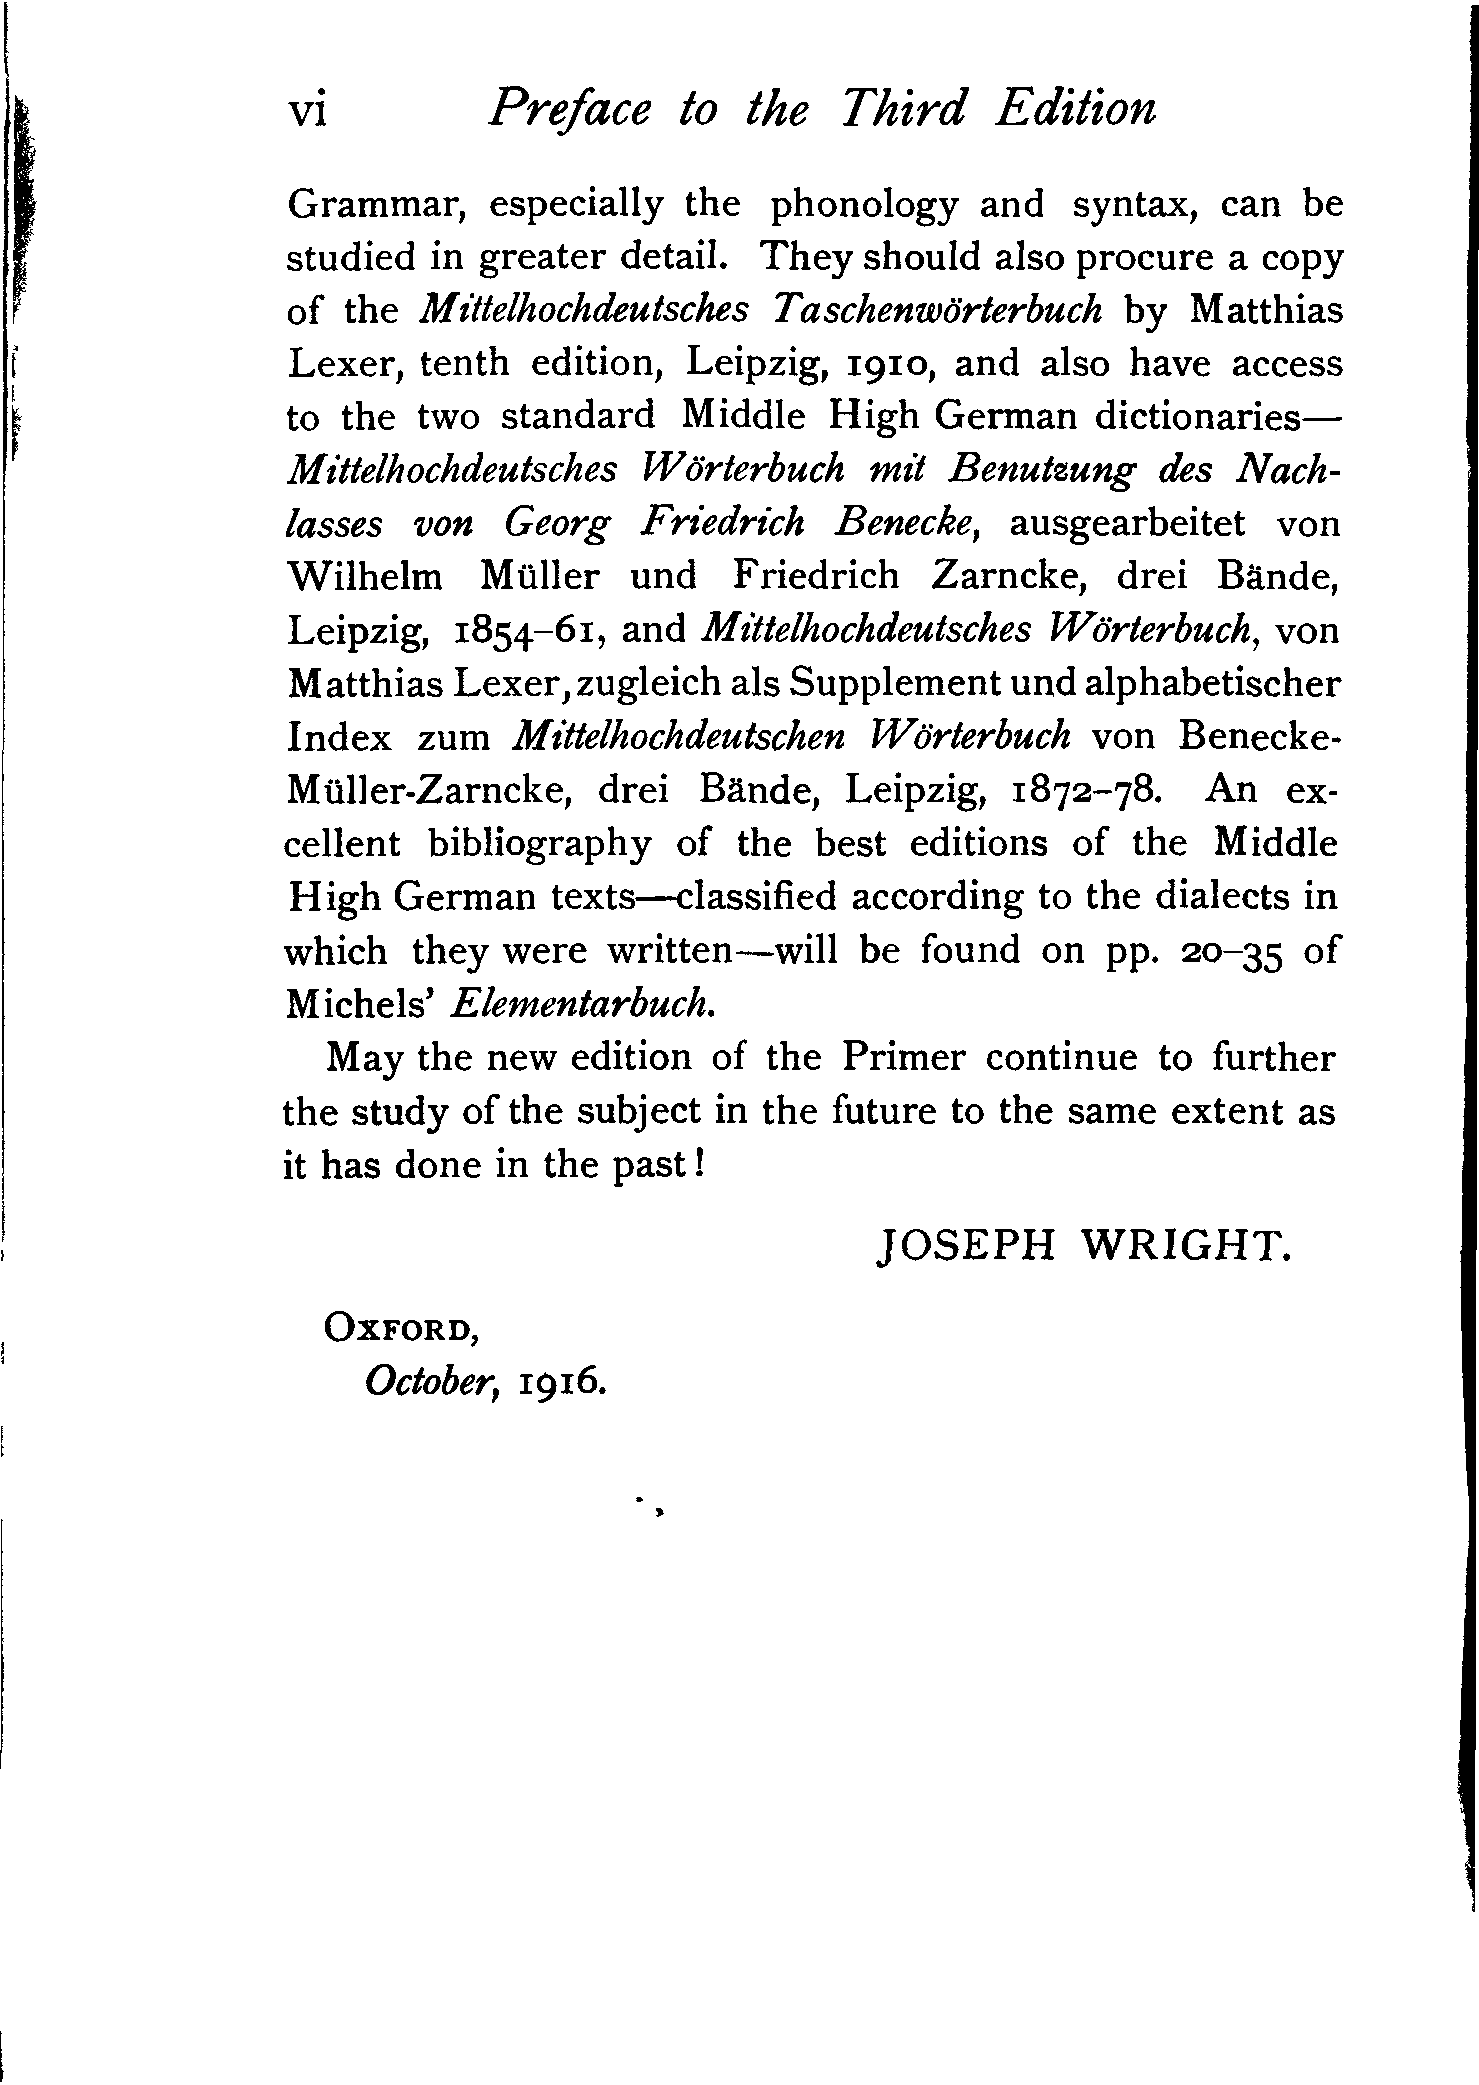 vi Preface to the Third Edition
Grammar, especially the phonology and syntax, can be
studied in greater detail. They should also procure a copy
of the Mittelhochdeutsches Taschenwörterbuch by Matthias
Lexer, tenth edition, Leipzig, 1910, and also have access
to the two standard Middle High German dictionaries—
Mittelhochdeutsches Wörterbuch mit Benutzung des Nach-
lasses von Georg Friedrich Benecke, ausgearbeitet von
Wilhelm Müller und Friedrich Zarncke, drei Bände,
Leipzig, 1854–61, and Mittelhochdeutsches Wörterbuch, von
Matthias Lexer, zugleich als Supplement und alphabetischer
Index zum Mittelhochdeutschen Wörterbuch von Benecke-
Müller-Zarncke, drei Bände, Leipzig, 1872–78. An ex-
cellent bibliography of the best editions of the Middle
High German texts—classified according to the dialects in
which they were written—will be found on pp. 20–35 of
Michels' Elementarbuch.
May the new edition of the Primer continue to further
the study of the subject in the future to the same extent as
it has done in the past!
JOSEPH WRIGHT.
OXFORD,
October, 1916.